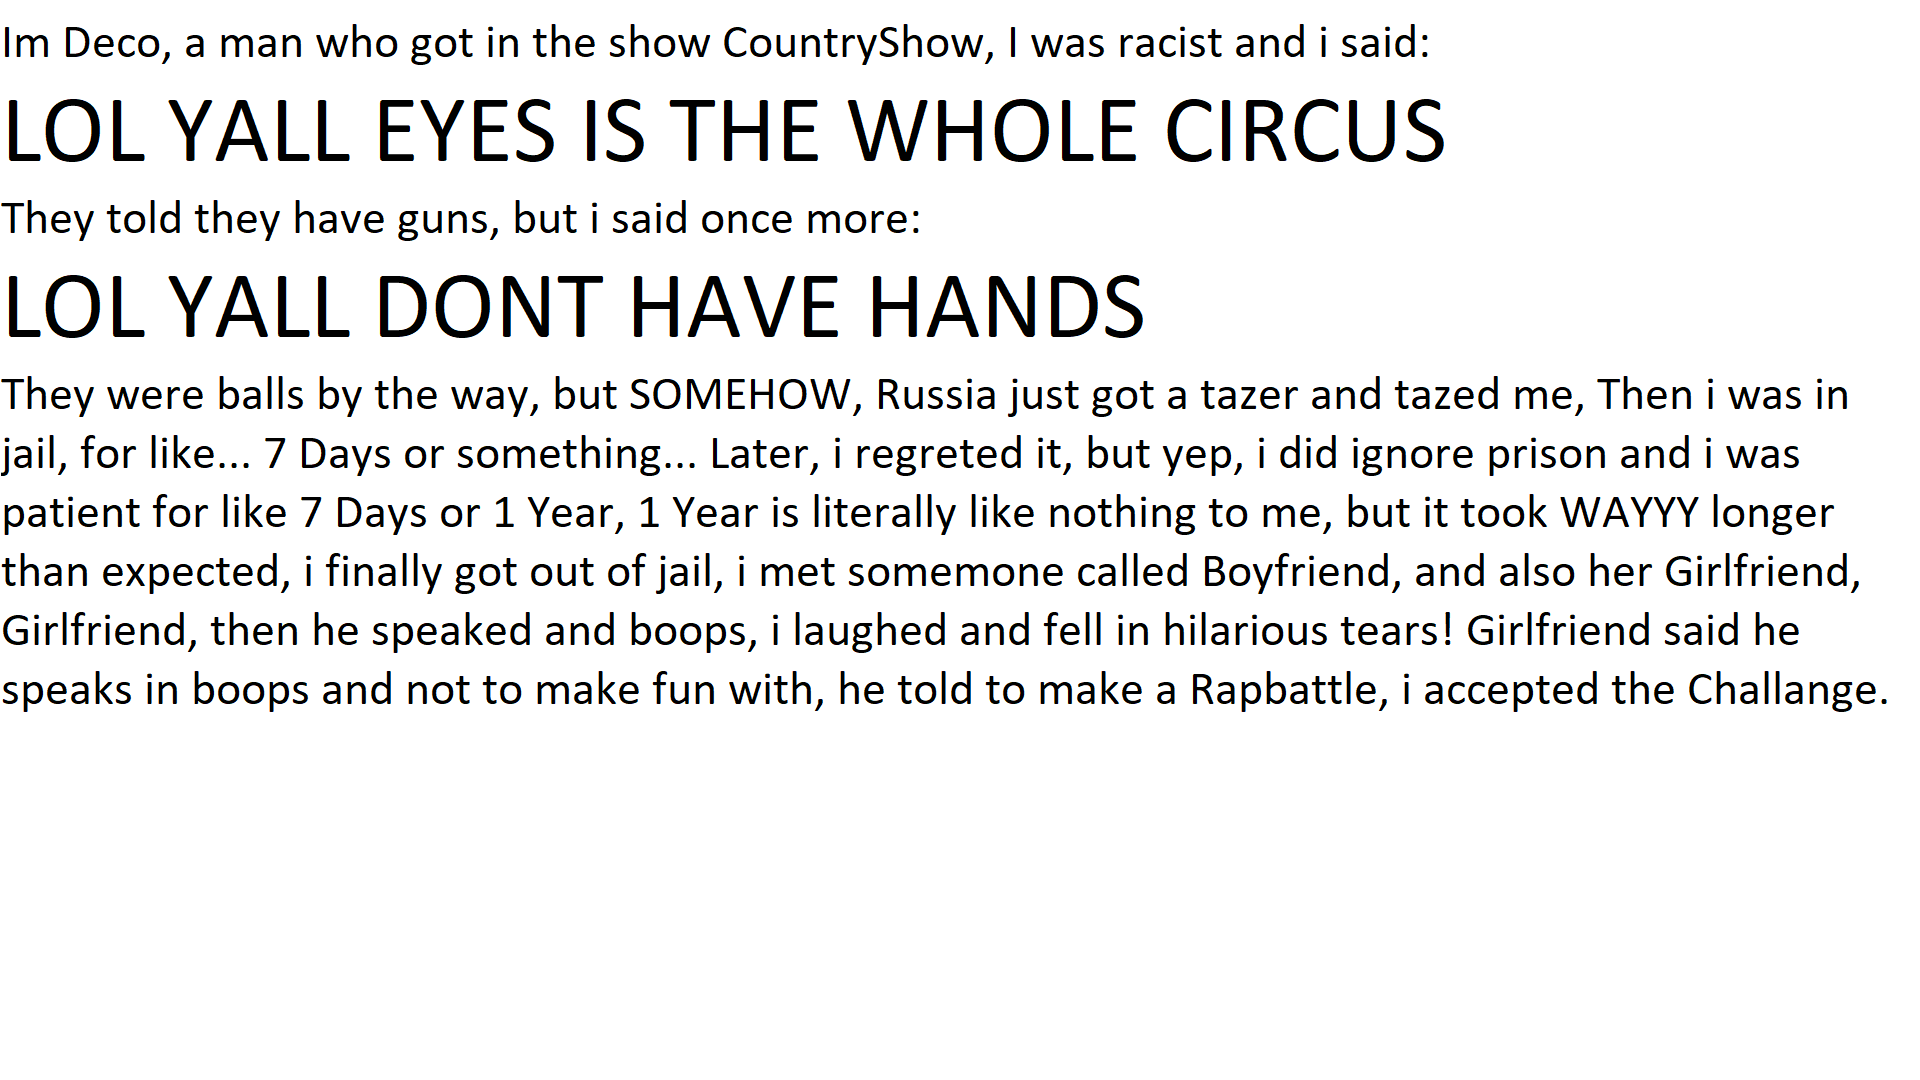 Im Deco, a man who got in the show CountryShow, I was racist and i said:
LOL YALL EYES IS THE WHOLE CIRCUS
They told they have guns, but i said once more:
LOL YALL DONT HAVE HANDS
They were balls by the way, but SOMEHOW, Russia just got a tazer and tazed me, Then i was in
jail, for like... 7 Days or something... Later, i regreted it, but yep, i did ignore prison and i was
patient for like 7 Days or 1 Year, 1 Year is literally like nothing to me, but it took WAYYY longer
than expected, i finally got out of jail, i met somemone called Boyfriend, and also her Girlfriend,
Girlfriend, then he speaked and boops, i laughed and fell in hilarious tears! Girlfriend said he
speaks in boops and not to make fun with, he told to make a Rapbattle, i accepted the Challange.